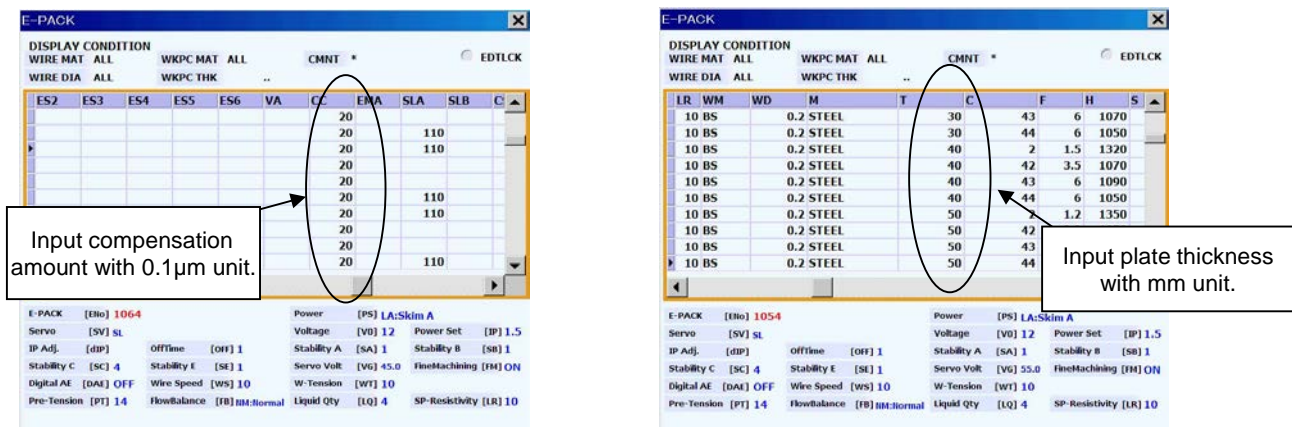 E-PACK
DISPLAY CONDITION
WIRE MAT ALL WKPC MAT ALL CMNT * EDTLCK
WIRE DIA ALL WKPC THK ..
ES2 ES3 ES4 ES5 ES6 VA CC EMA SLA SLB
20
20 110
20 110
20
20
20 110
20 110
20
20
20 110
Input compensation
amount with 0.1μm unit.
E-PACK [ENo] 1064 Power [PS] LA:Skim A
Servo [SV] SL Voltage [V0] 12 Power Set [IP] 1.5
IP Adj. [dIP] OffTime [OFF] 1 Stability A [SA] 1 Stability B [SB] 1
Stability C [SC] 4 Stability E [SE] 1 Servo Volt [VG] 45.0 FineMachining [FM] ON
Digital AE [DAE] OFF Wire Speed [WS] 10 W-Tension [WT] 10
Pre-Tension [PT] 14 FlowBalance [FB] NM:Normal Liquid Qty [LQ] 4 SP-Resistivity [LR] 10
E-PACK
DISPLAY CONDITION
WIRE MAT ALL WKPC MAT ALL CMNT * EDTLCK
WIRE DIA ALL WKPC THK ..
LR WM WD M T C F H S
10 BS 0.2 STEEL 30 43 6 1070
10 BS 0.2 STEEL 30 44 6 1050
10 BS 0.2 STEEL 40 2 1.5 1320
10 BS 0.2 STEEL 40 42 3.5 1070
10 BS 0.2 STEEL 40 43 6 1090
10 BS 0.2 STEEL 40 44 6 1050
10 BS 0.2 STEEL 50 2 1.2 1350
10 BS 0.2 STEEL 50 42
10 BS 0.2 STEEL 50 43
10 BS 0.2 STEEL 50 44
Input plate thickness
with mm unit.
E-PACK [ENo] 1054 Power [PS] LA:Skim A
Servo [SV] SL Voltage [V0] 12 Power Set [IP] 1.5
IP Adj. [dIP] OffTime [OFF] 1 Stability A [SA] 1 Stability B [SB] 1
Stability C [SC] 4 Stability E [SE] 1 Servo Volt [VG] 55.0 FineMachining [FM] ON
Digital AE [DAE] OFF Wire Speed [WS] 10 W-Tension [WT] 10
Pre-Tension [PT] 14 FlowBalance [FB] NM:Normal Liquid Qty [LQ] 4 SP-Resistivity [LR] 10